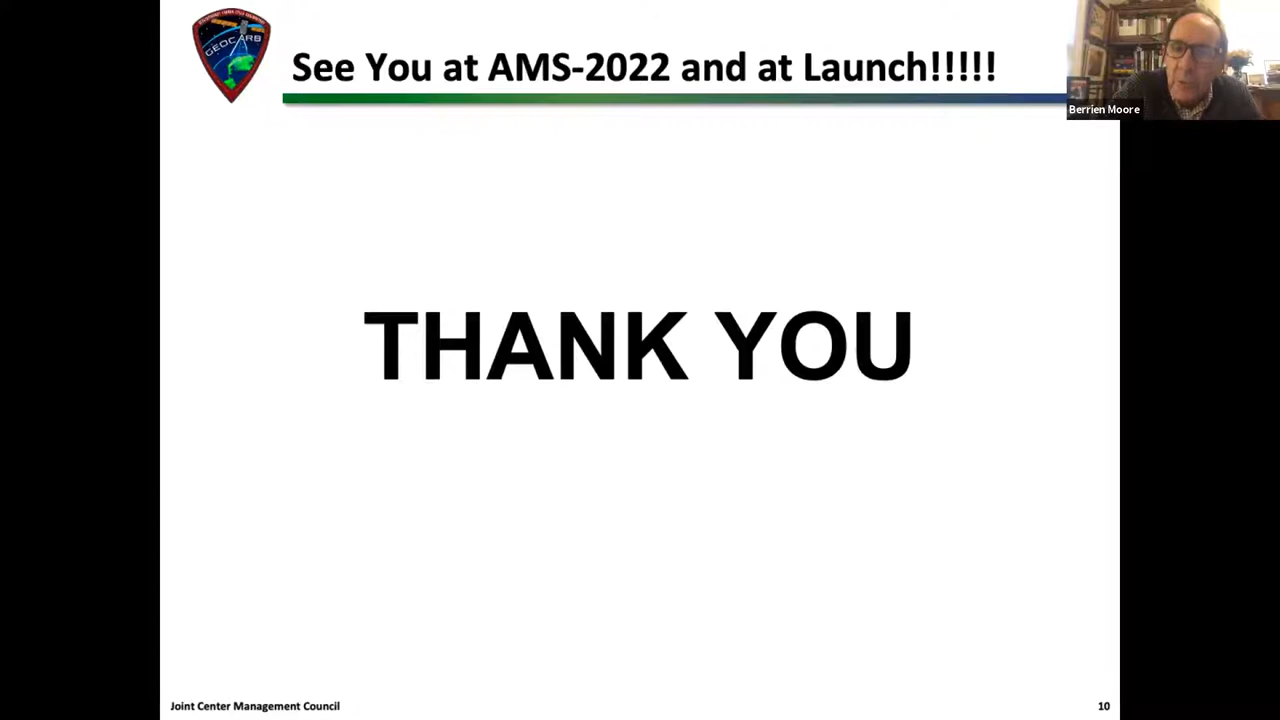 GEOCARB
See You at AMS-2022 and at Launch!!!!!
Berrien Moore
THANK YOU
Joint Center Management Council
10